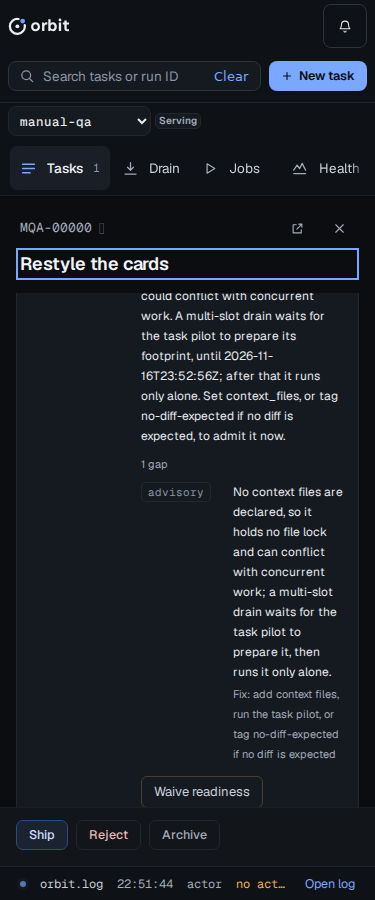 orbit
Search tasks or run ID
Clear
+ New task
manual-qa
Serving
Tasks 1
Drain
Jobs
Health
MQA-00000
Restyle the cards
could conflict with concurrent
work. A multi-slot drain waits for
the task pilot to prepare its
footprint, until 2026-11-
16T23:52:56Z; after that it runs
only alone. Set context_files, or tag
no-diff-expected if no diff is
expected, to admit it now.
1 gap
advisory
No context files are
declared, so it
holds no file lock
and can conflict
with concurrent
work; a multi-slot
drain waits for the
task pilot to
prepare it, then
runs it only alone.
Fix: add context files,
run the task pilot, or
tag no-diff-expected
if no diff is expected
Waive readiness
Ship
Reject
Archive
orbit.log 22:51:44 actor no act… Open log